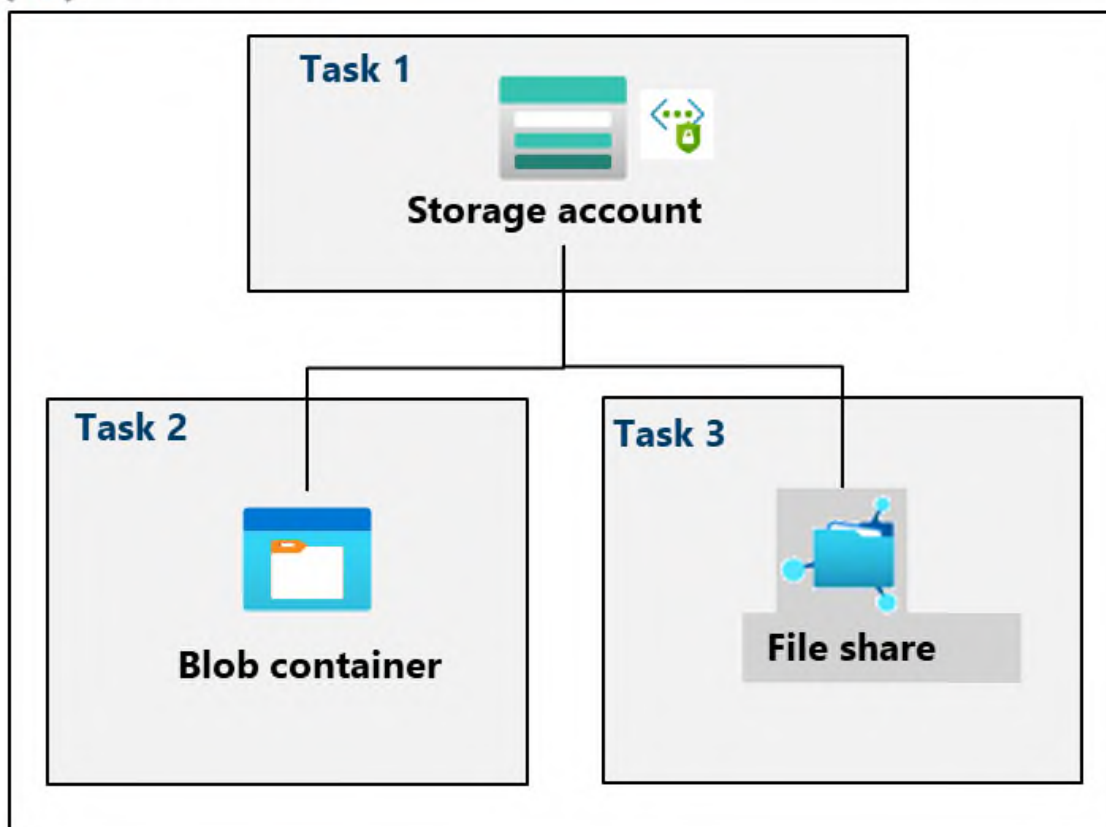 Task 1
Storage account
Task 2
Task 3
Blob container
File share